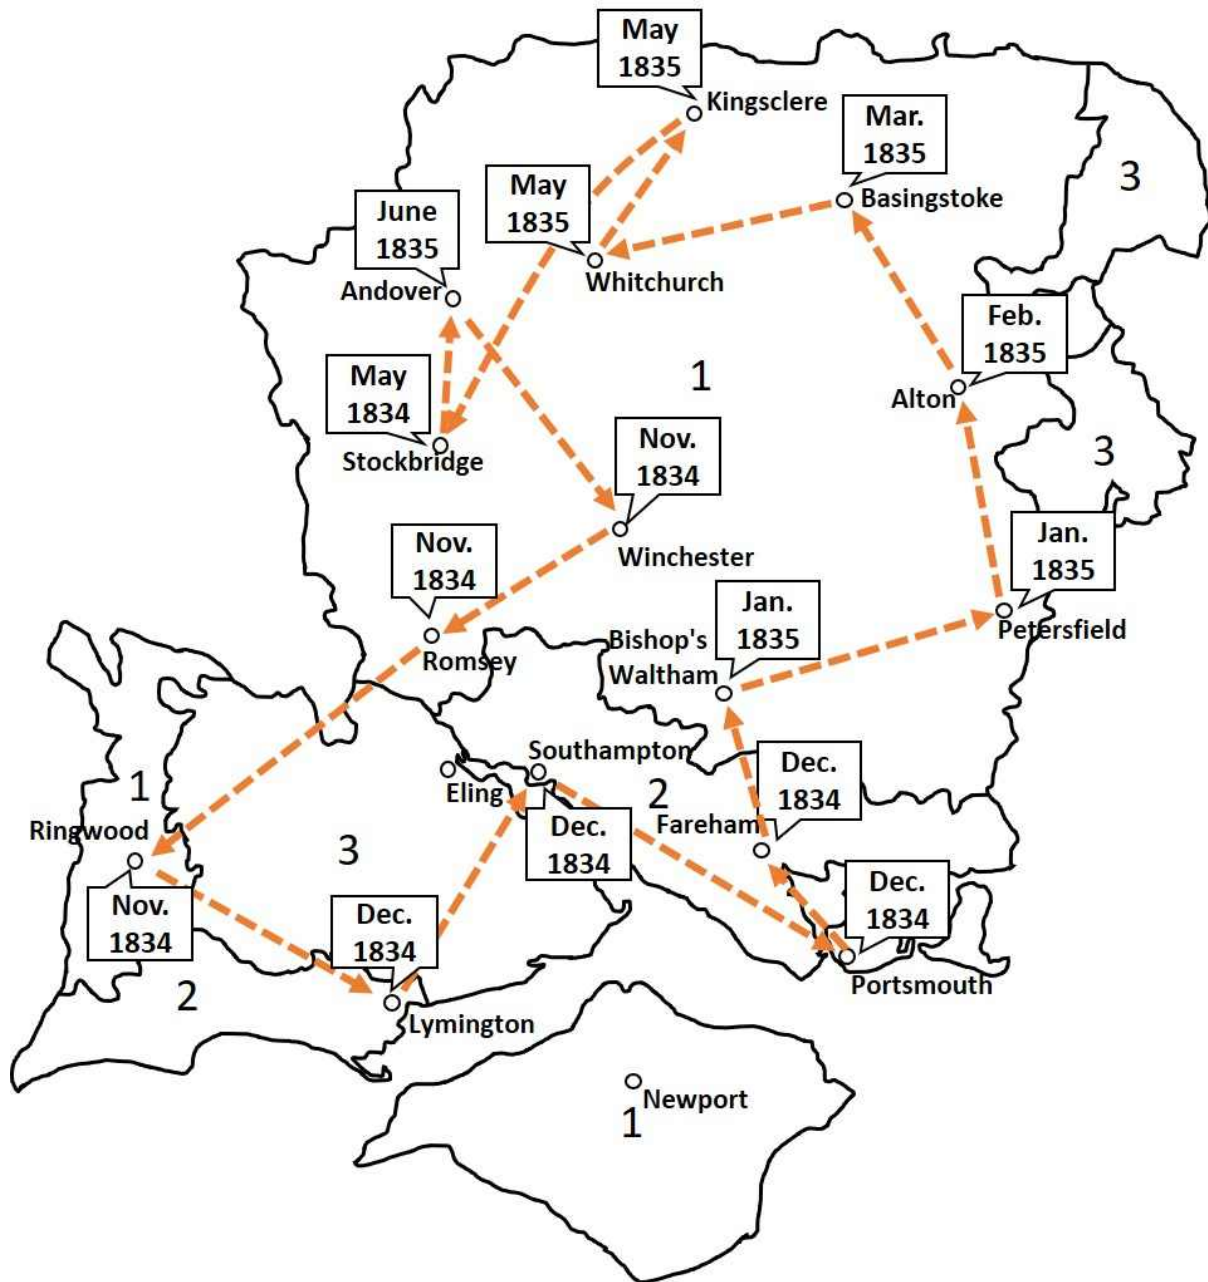 May
1835
Kingsclere
Mar.
1835
Basingstoke
3
May
1835
Whitchurch
June
1835
Andover
Feb.
1835
Alton
1
May
1834
Stockbridge
Nov.
1834
Winchester
3
Nov.
1834
Romsey
Jan.
1835
Petersfield
Jan.
1835
Bishop's
Waltham
Southampton
Eling
2
Dec.
1834
Fareham
1
Ringwood
3
Dec.
1834
Nov.
1834
Dec.
1834
Dec.
1834
Portsmouth
2
Lymington
Newport
1